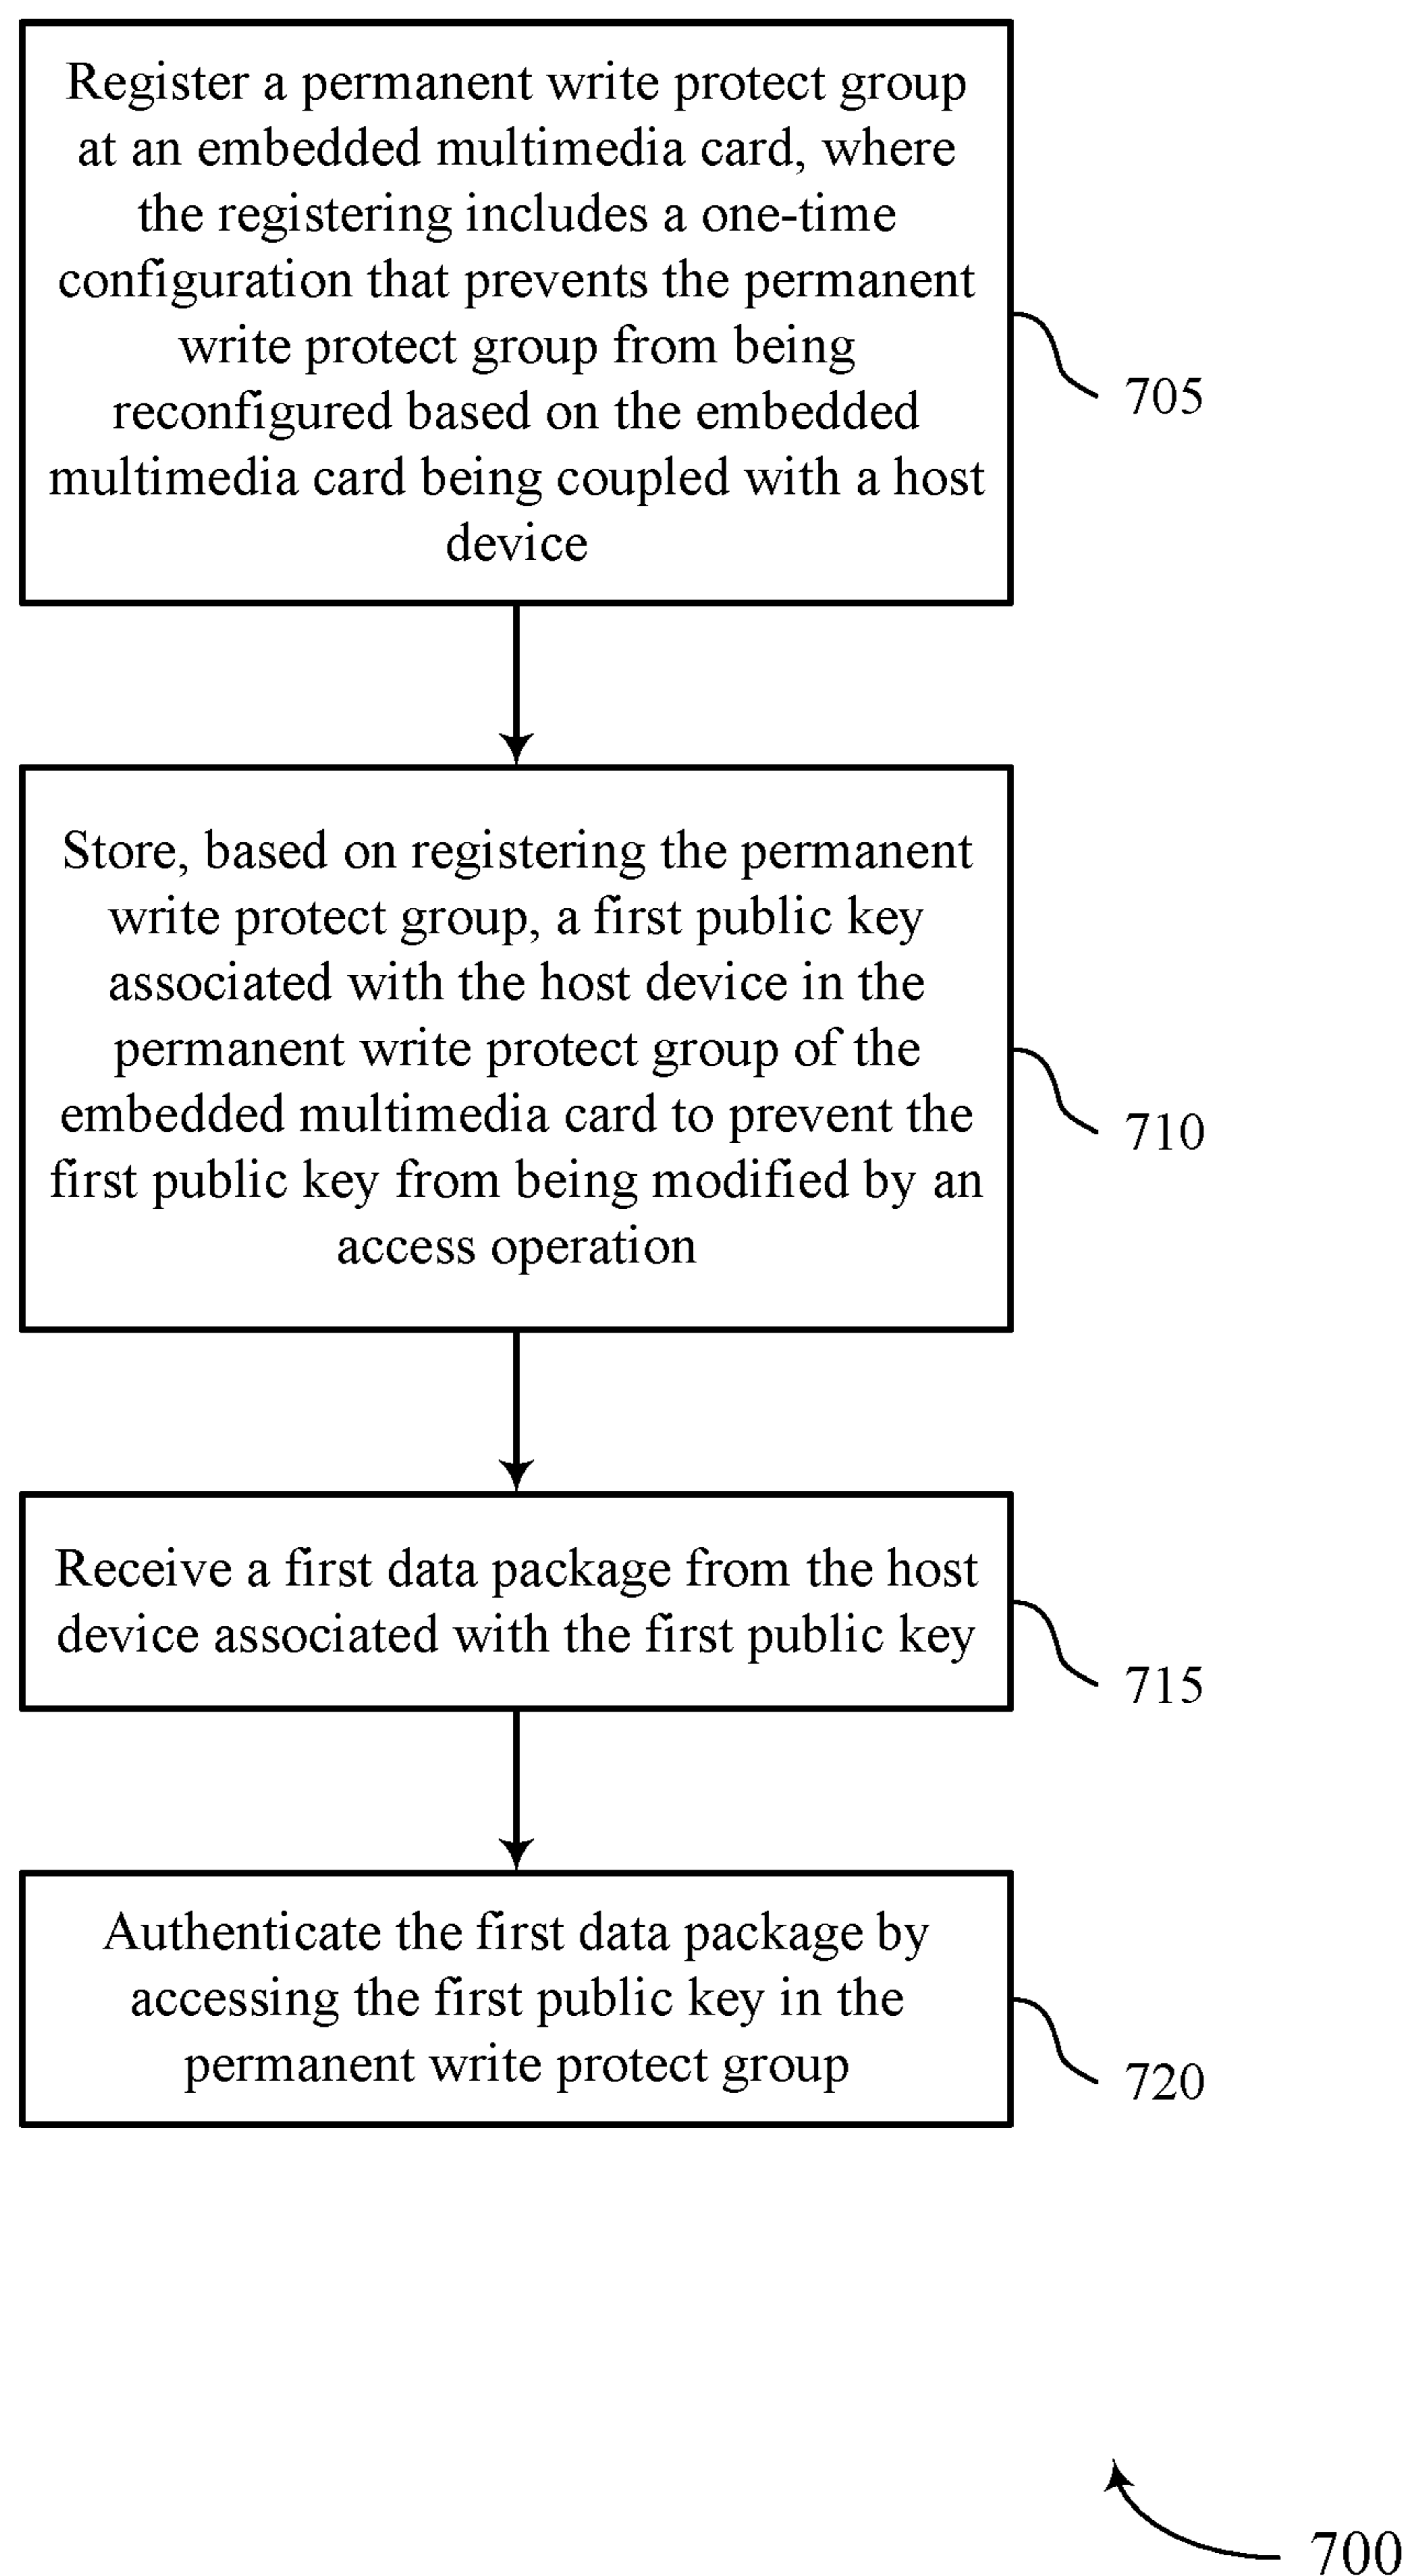 Register a permanent write protect group
at an embedded multimedia card, where
the registering includes a one-time
configuration that prevents the permanent
write protect group from being
reconfigured based on the embedded
multimedia card being coupled with a host
device
705
Store, based on registering the permanent
write protect group, a first public key
associated with the host device in the
permanent write protect group of the
embedded multimedia card to prevent the
first public key from being modified by an
access operation
710
Receive a first data package from the host
device associated with the first public key
715
Authenticate the first data package by
accessing the first public key in the
permanent write protect group
720
700